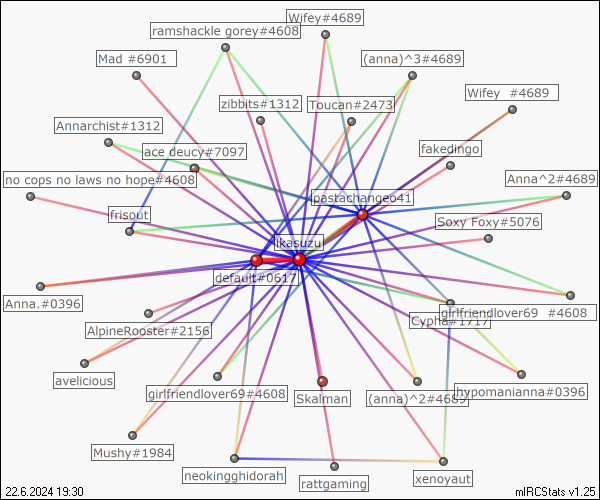 Wifey#4689
ramshackle gorey#4608
Mad #6901
(anna)^3#4689
Wifey  #4689
zibbits#1312
Toucan#2473
Annarchist#1312
ace deucy#7097
fakedingo
no cops no laws no hope#4608
Anna^2#4689
pastachangeo41
frisout
Soxy Foxy#5076
ikasuzu
default#0617
Anna.#0396
girlfriendlover69  #4608
Cypha#1717
AlpineRooster#2156
avelicious
girlfriendlover69#4608
Skalman
(anna)^2#4689
hypomanianna#0396
Mushy#1984
neokingghidorah
rattgaming
xenoyaut
22.6.2024 19:30
mIRCStats v1.25